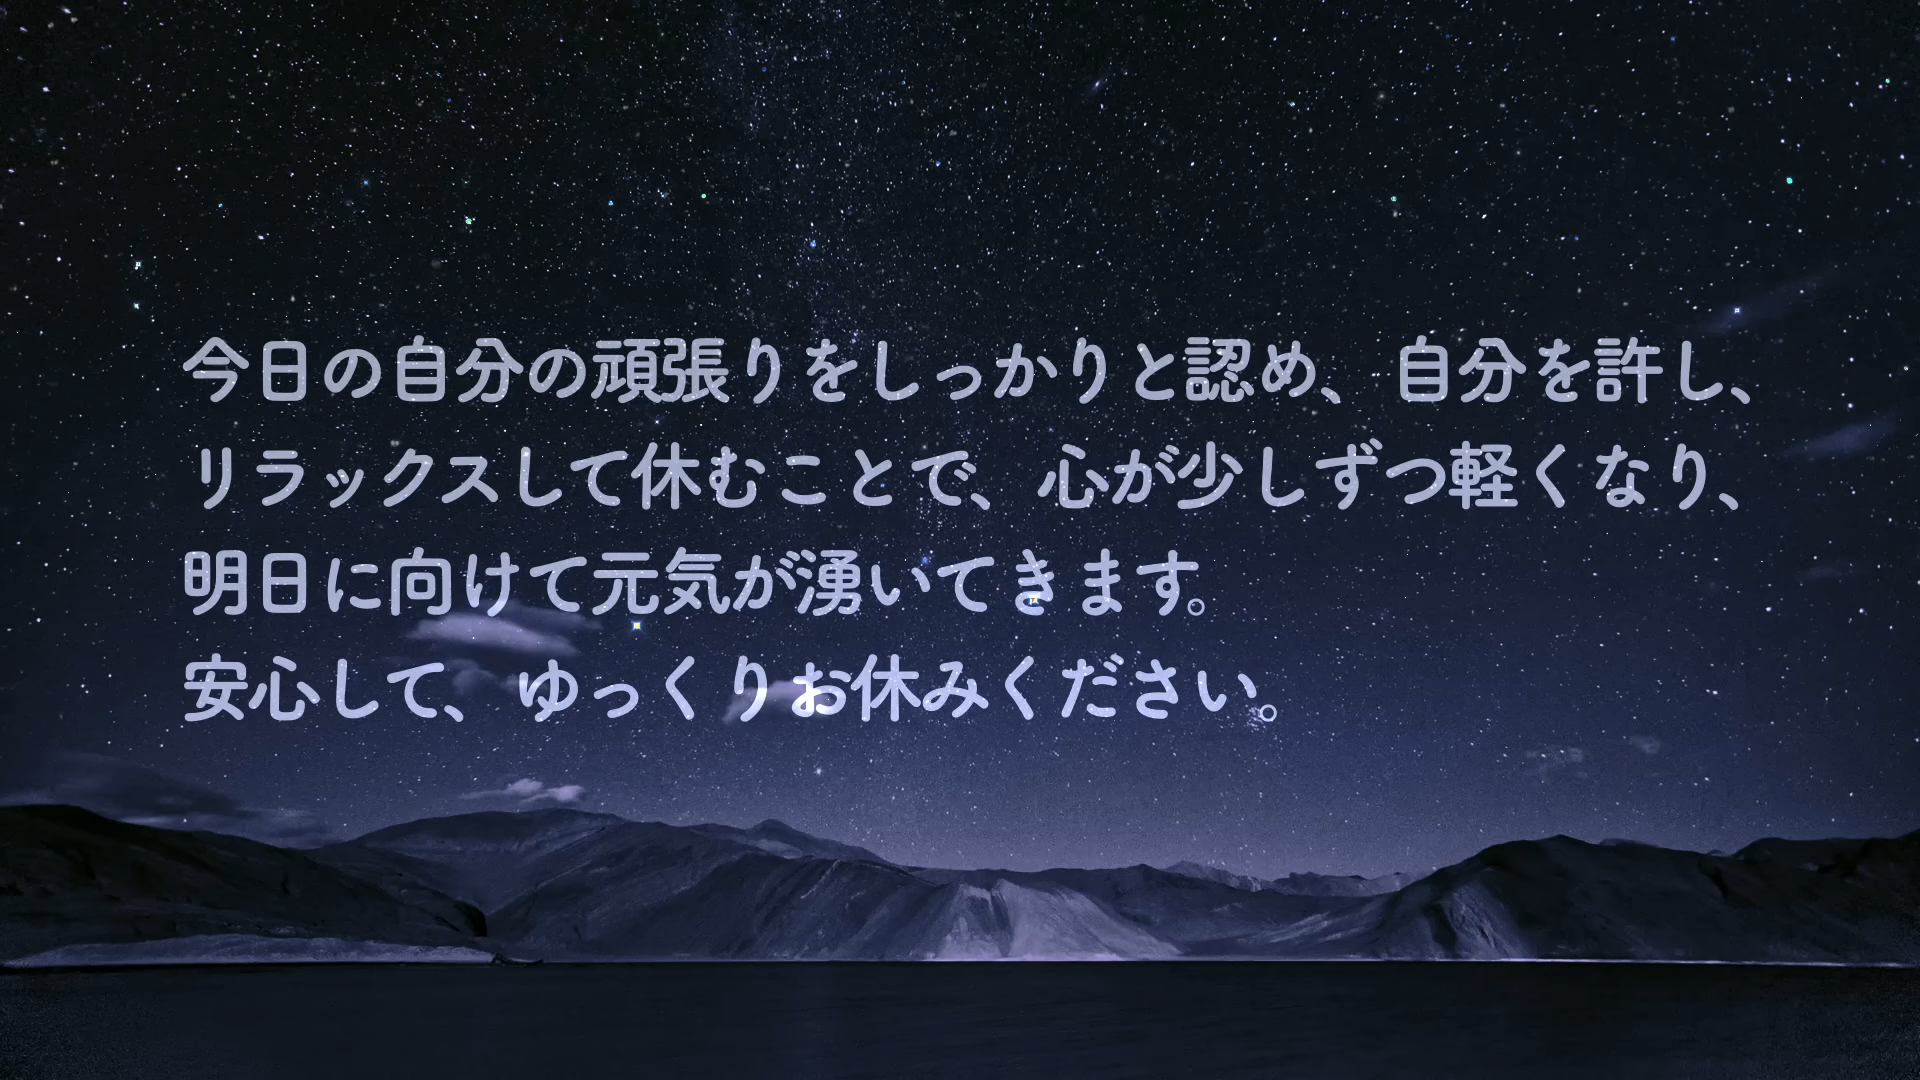 今日の自分の頑張りをしっかりと認め、自分を許し、
リラックスして休むことで、心が少しずつ軽くなり、
明日に向けて元気が湧いてきます。
安心して、ゆっくりお休みください。